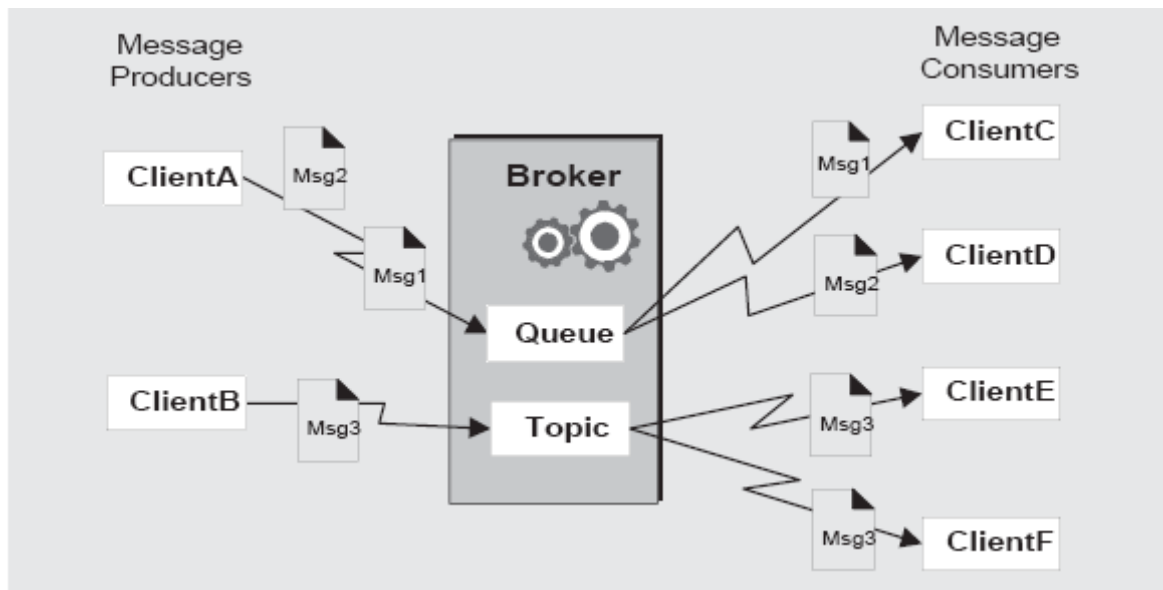 Message
Producers
Message
Consumers
ClientA
Msg2
Msg1
Broker
Msg1
ClientC
Msg2
ClientD
Queue
ClientB
Msg3
Topic
Msg3
ClientE
Msg3
ClientF